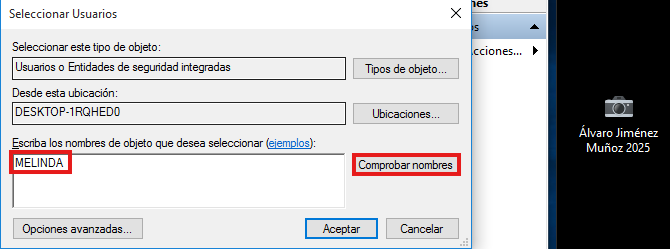 Seleccionar Usuarios
Seleccionar este tipo de objeto:
Usuarios o Entidades de seguridad integradas
Tipos de objeto...
Desde esta ubicación:
DESKTOP-1RQHED0
Ubicaciones...
Escriba los nombres de objeto que desea seleccionar (ejemplos):
MELINDA
Comprobar nombres
Opciones avanzadas...
Aceptar
Cancelar
nes
s
cciones...
Álvaro Jiménez
Muñoz 2025